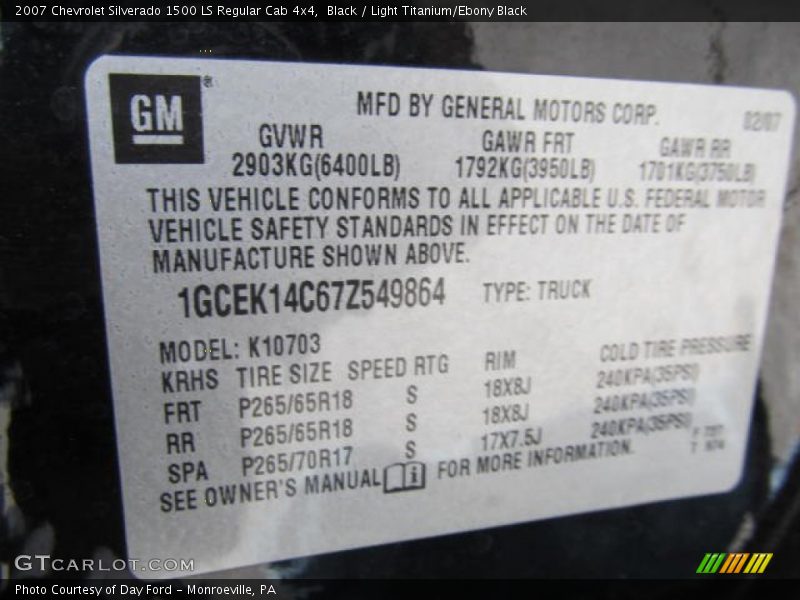 2007 Chevrolet Silverado 1500 LS Regular Cab 4x4,  Black / Light Titanium/Ebony Black
GM ® MFD BY GENERAL MOTORS CORP. 02/07
GVWR GAWR FRT GAWR RR
2903KG(6400LB) 1792KG(3950LB) 1701KG(3750LB)
THIS VEHICLE CONFORMS TO ALL APPLICABLE U.S. FEDERAL MOTOR
VEHICLE SAFETY STANDARDS IN EFFECT ON THE DATE OF
MANUFACTURE SHOWN ABOVE.
1GCEK14C67Z549864 TYPE: TRUCK
MODEL: K10703
KRHS TIRE SIZE SPEED RTG RIM COLD TIRE PRESSURE
FRT P265/65R18 S 18X8J 240KPA(35PSI)
RR P265/65R18 S 18X8J 240KPA(35PSI)
SPA P265/70R17 S 17X7.5J 240KPA(35PSI)
SEE OWNER'S MANUAL FOR MORE INFORMATION.
GTCARLOT.COM
Photo Courtesy of Day Ford – Monroeville, PA